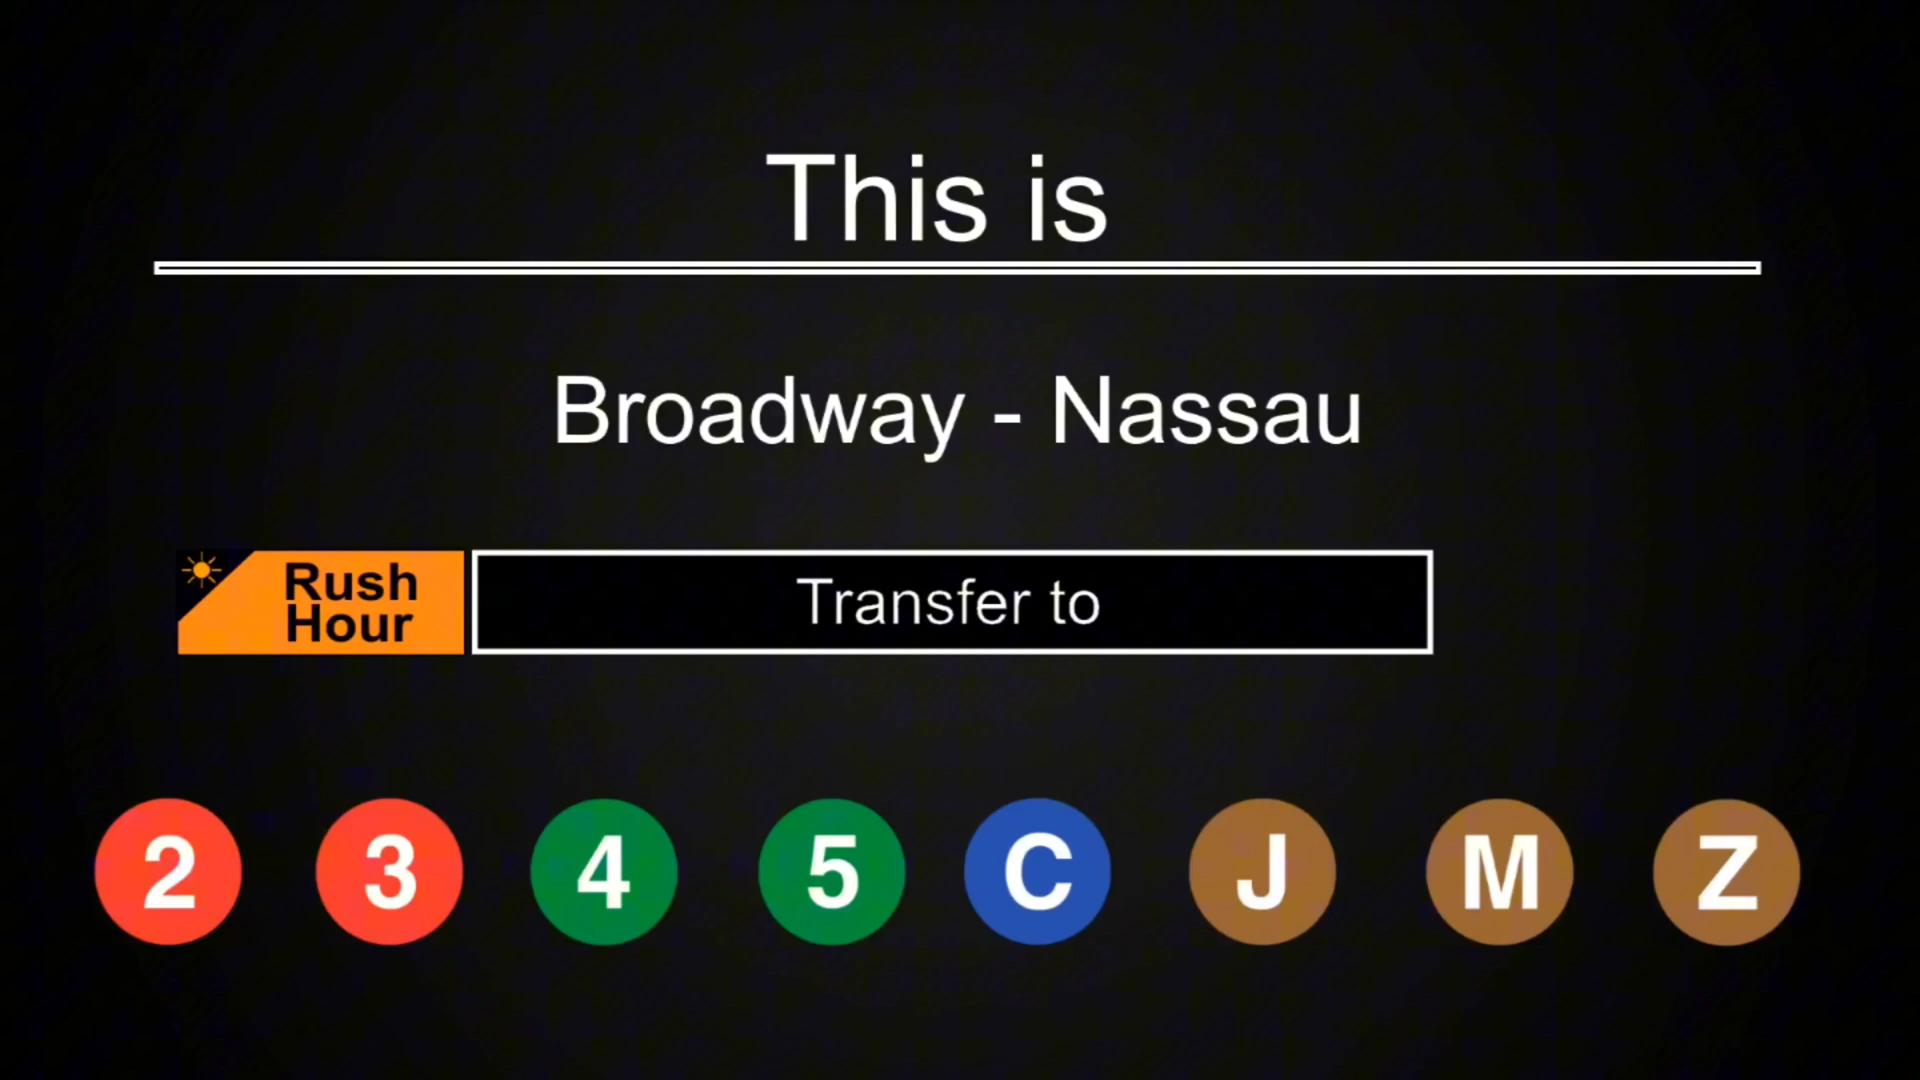 This is
Broadway - Nassau
Rush
Hour
Transfer to
2 3 4 5 C J M Z